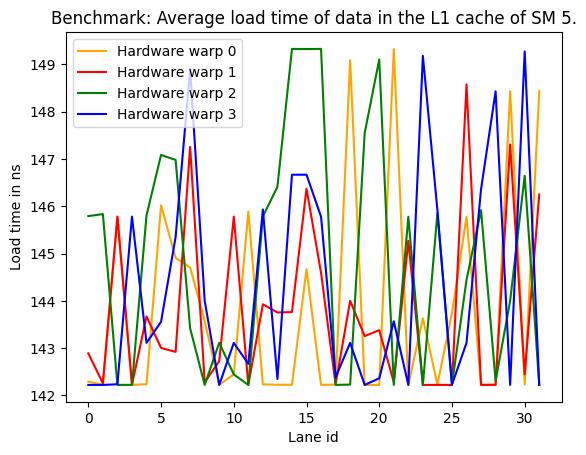 Benchmark: Average load time of data in the L1 cache of SM 5.
Hardware warp 0
Hardware warp 1
Hardware warp 2
Hardware warp 3
Load time in ns
149
148
147
146
145
144
143
142
0 5 10 15 20 25 30
Lane id